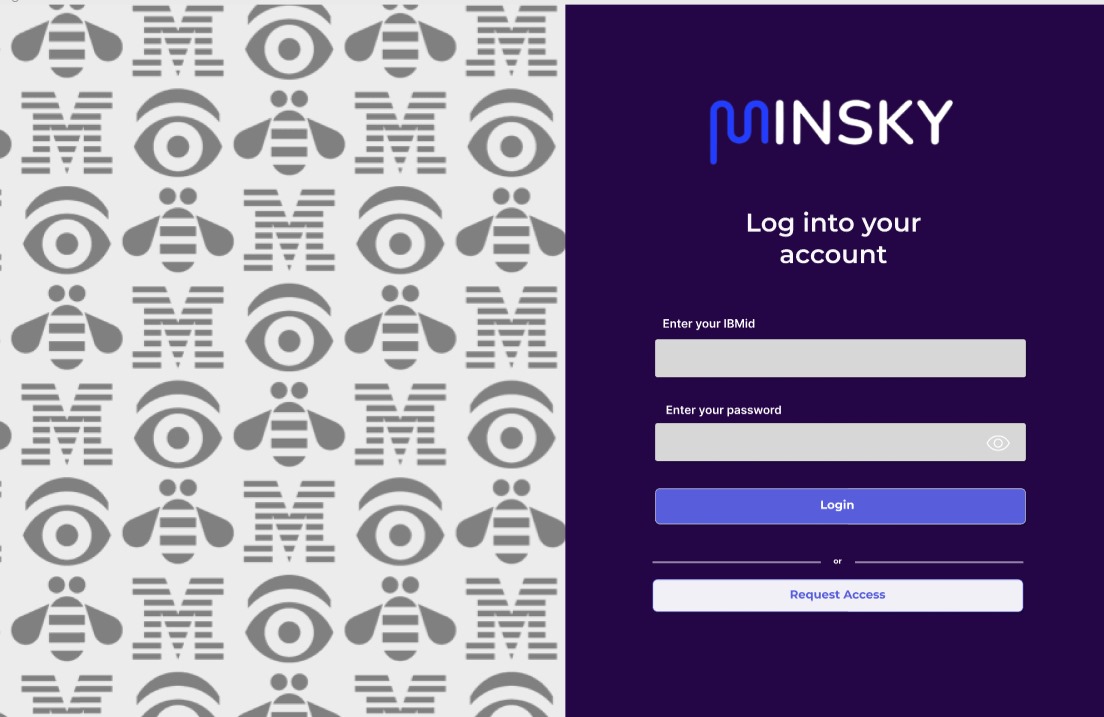 MINSKY
Log into your
account
Enter your IBMid
Enter your password
Login
or
Request Access